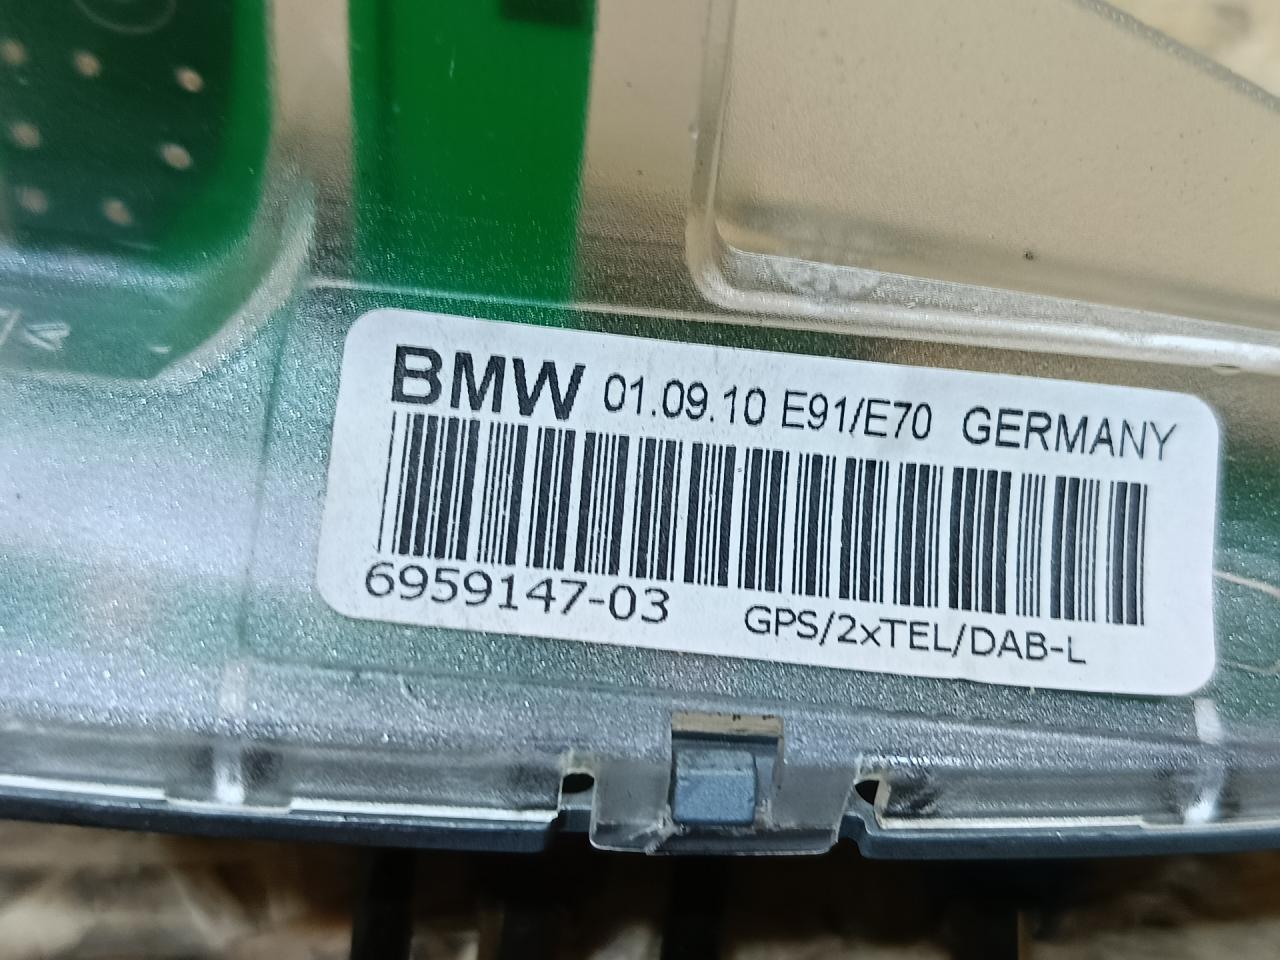 BMW 01.09.10 E91/E70 GERMANY
6959147-03 GPS/2xTEL/DAB-L